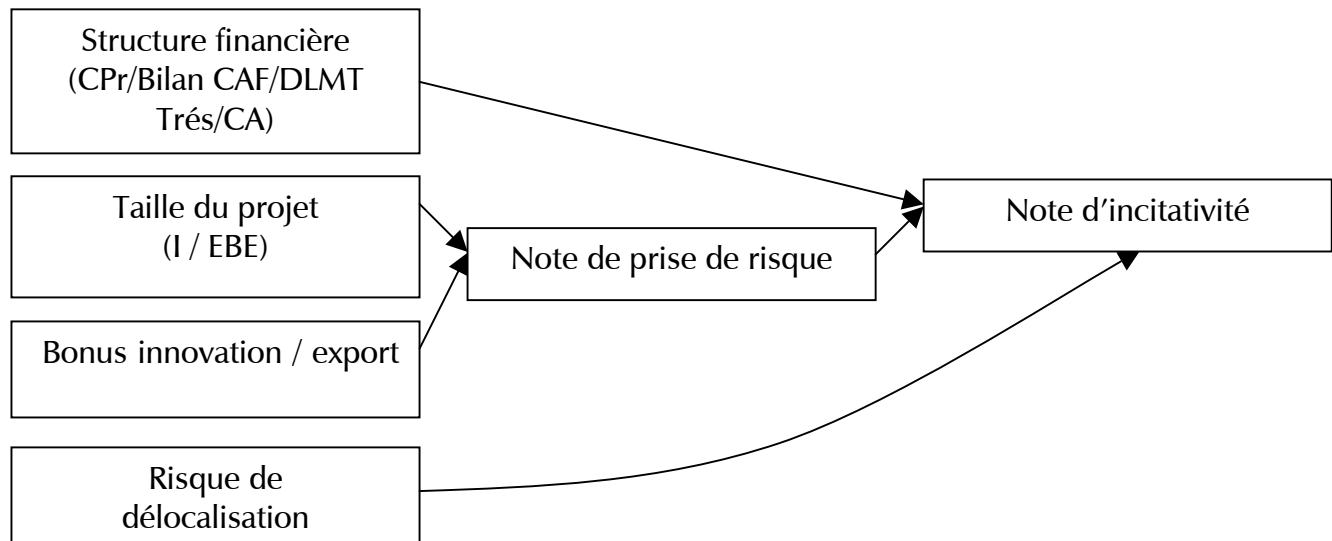 Structure financière
(CPr/Bilan CAF/DLMT
Trés/CA)
Taille du projet
(I / EBE)
Bonus innovation / export
Risque de
délocalisation
Note de prise de risque
Note d’incitativité